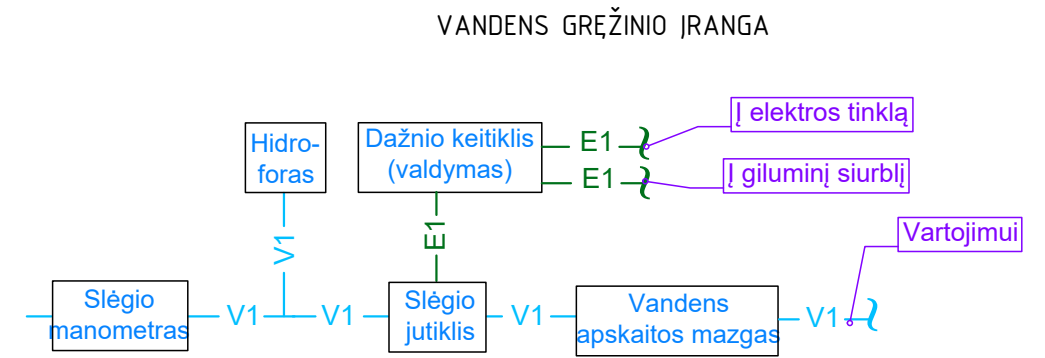 VANDENS GRĘŽINIO ĮRANGA
Į elektros tinklą
Hidro-
foras
Dažnio keitiklis
(valdymas)
E1
E1
Į giluminį siurblį
V1
E1
Vartojimui
Slėgio
manometras
V1
V1
Slėgio
jutiklis
V1
Vandens
apskaitos mazgas
V1